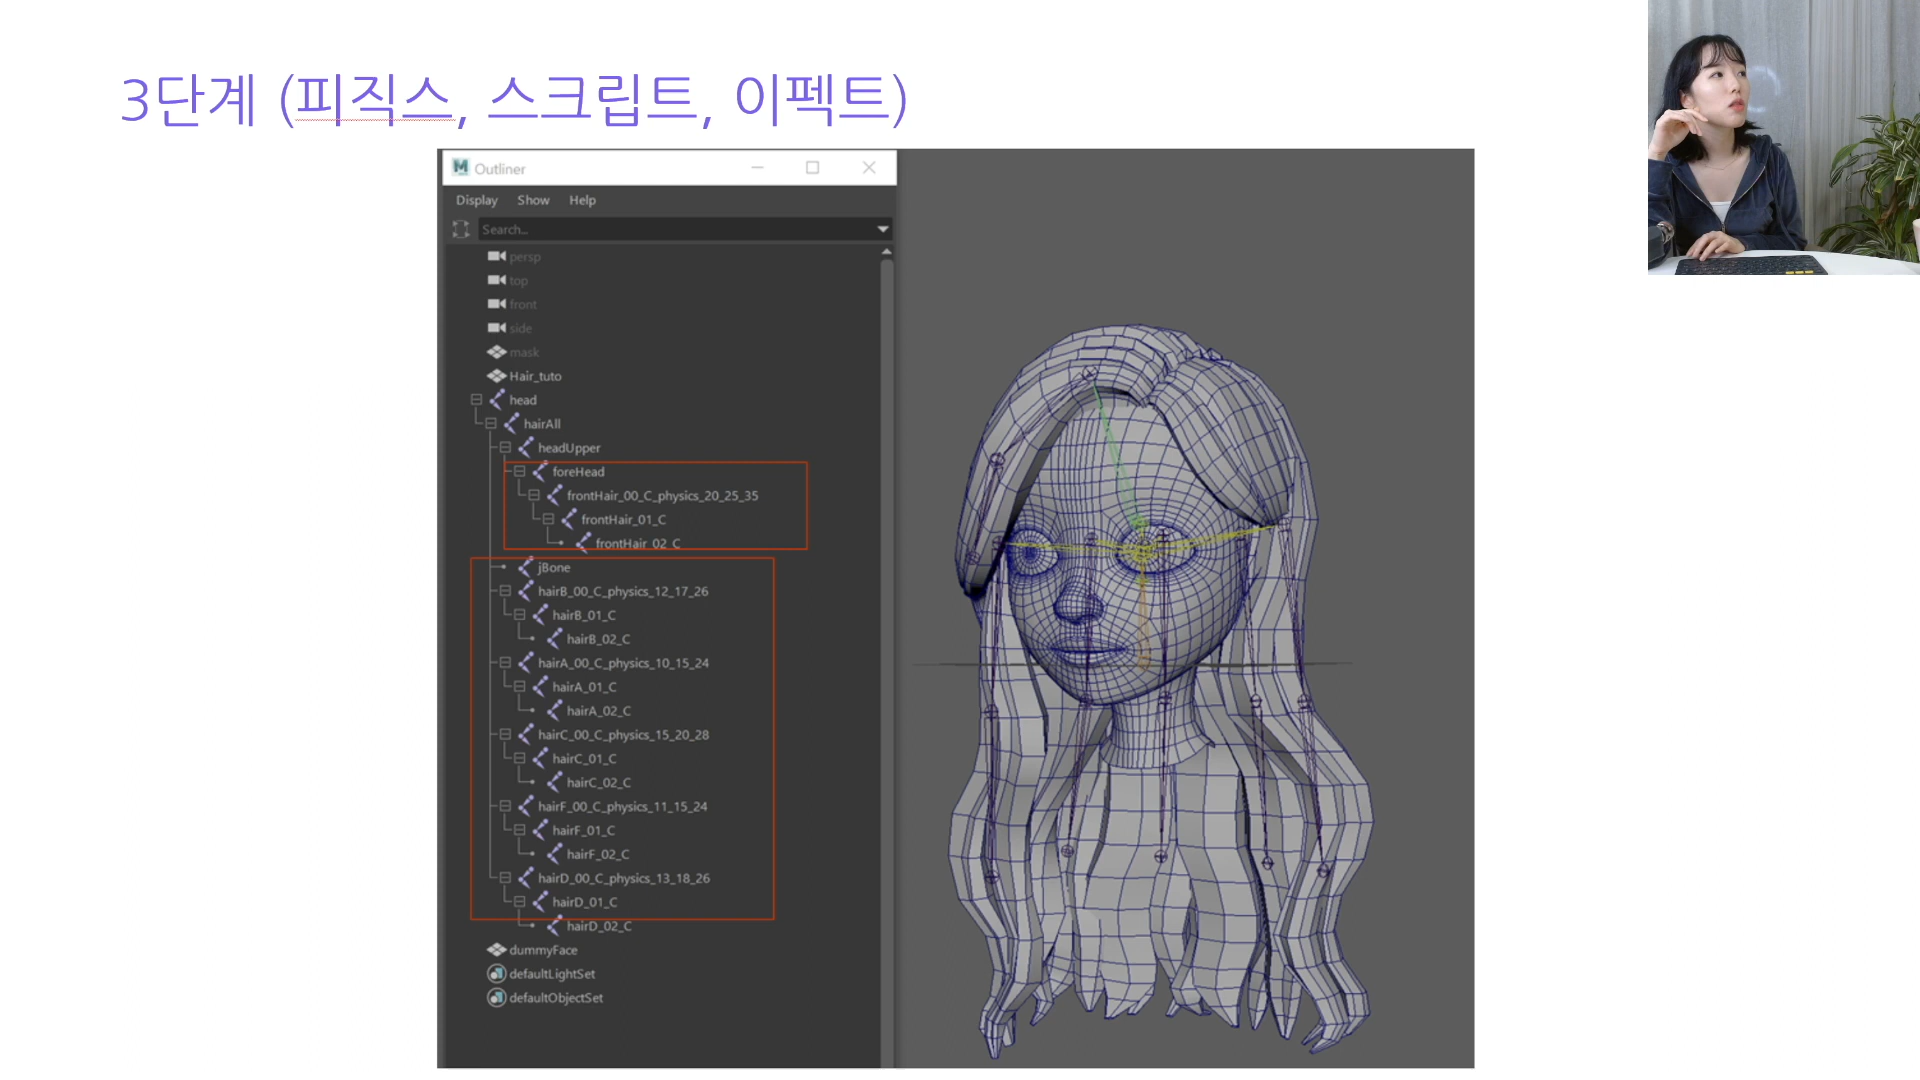 3단계 (피직스, 스크립트, 이펙트)
Outliner
Display Show Help
Search...
persp
top
front
side
mask
Hair_tuto
head
hairAll
headUpper
foreHead
frontHair_00_C_physics_20_25_35
frontHair_01_C
frontHair_02_C
jBone
hairB_00_C_physics_12_17_26
hairB_01_C
hairB_02_C
hairA_00_C_physics_10_15_24
hairA_01_C
hairA_02_C
hairC_00_C_physics_15_20_28
hairC_01_C
hairC_02_C
hairF_00_C_physics_11_15_24
hairF_01_C
hairF_02_C
hairD_00_C_physics_13_18_26
hairD_01_C
hairD_02_C
dummyFace
defaultLightSet
defaultObjectSet